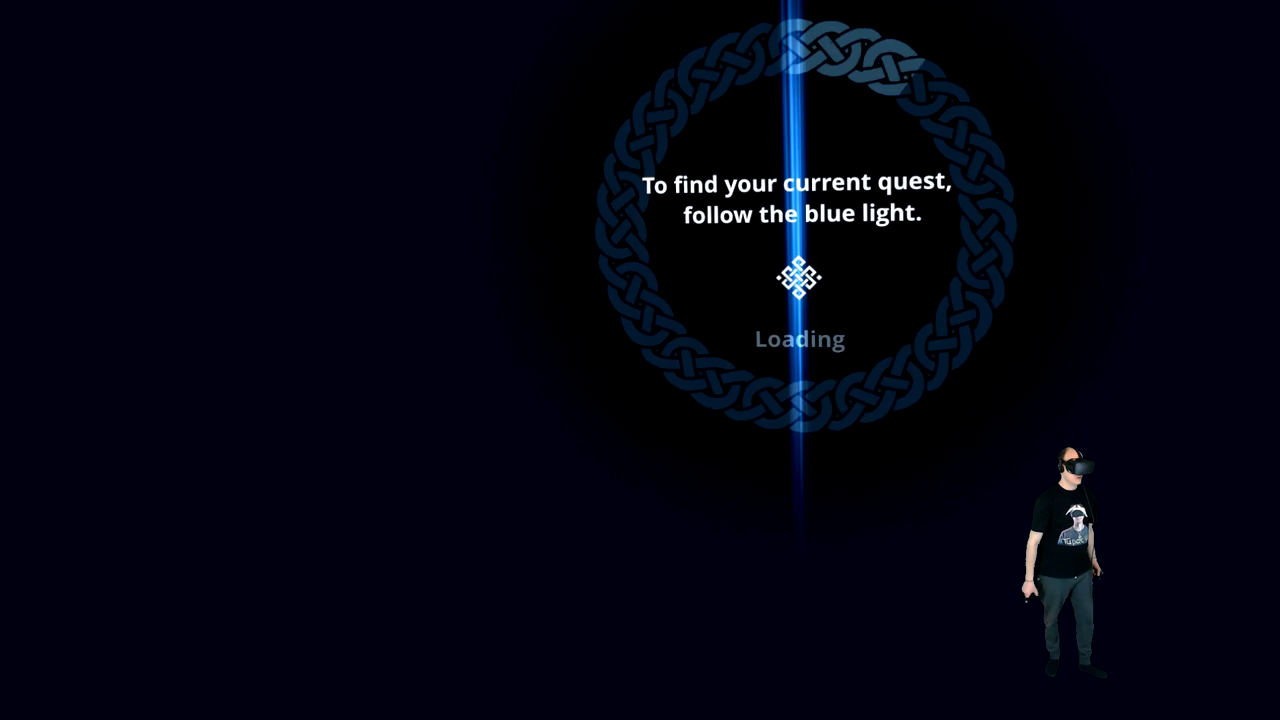 To find your current quest,
follow the blue light.
Loading